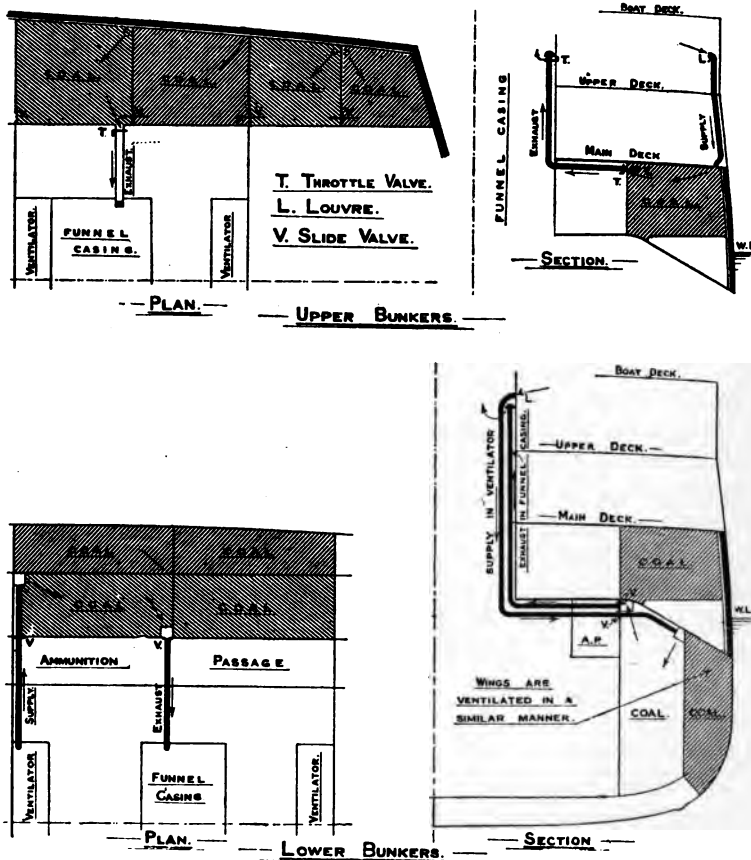 COAL.
COAL
COAL
COAL.
T.
EXHAUST.
VENTILATOR.
FUNNEL
CASING.
VENTILATOR
T. THROTTLE VALVE.
L. LOUVRE.
V. SLIDE VALVE.
PLAN.
BOAT DECK.
L.
T.
L.
UPPER DECK.
FUNNEL CASING
EXHAUST
SUPPLY
MAIN DECK
T.
COAL.
W.L
SECTION.
UPPER BUNKERS.
BOAT DECK.
L.
SUPPLY IN VENTILATOR
EXHAUST IN FUNNEL CASING.
UPPER DECK.
MAIN DECK.
COAL.
V.
V.
W.L.
A.P.
WINGS ARE
VENTILATED IN A
SIMILAR MANNER.
COAL.
COAL.
SECTION
COAL
COAL
COAL
COAL
V.
V.
AMMUNITION
PASSAGE
SUPPLY
EXHAUST
VENTILATOR
FUNNEL
CASING
VENTILATOR.
PLAN.
LOWER BUNKERS.